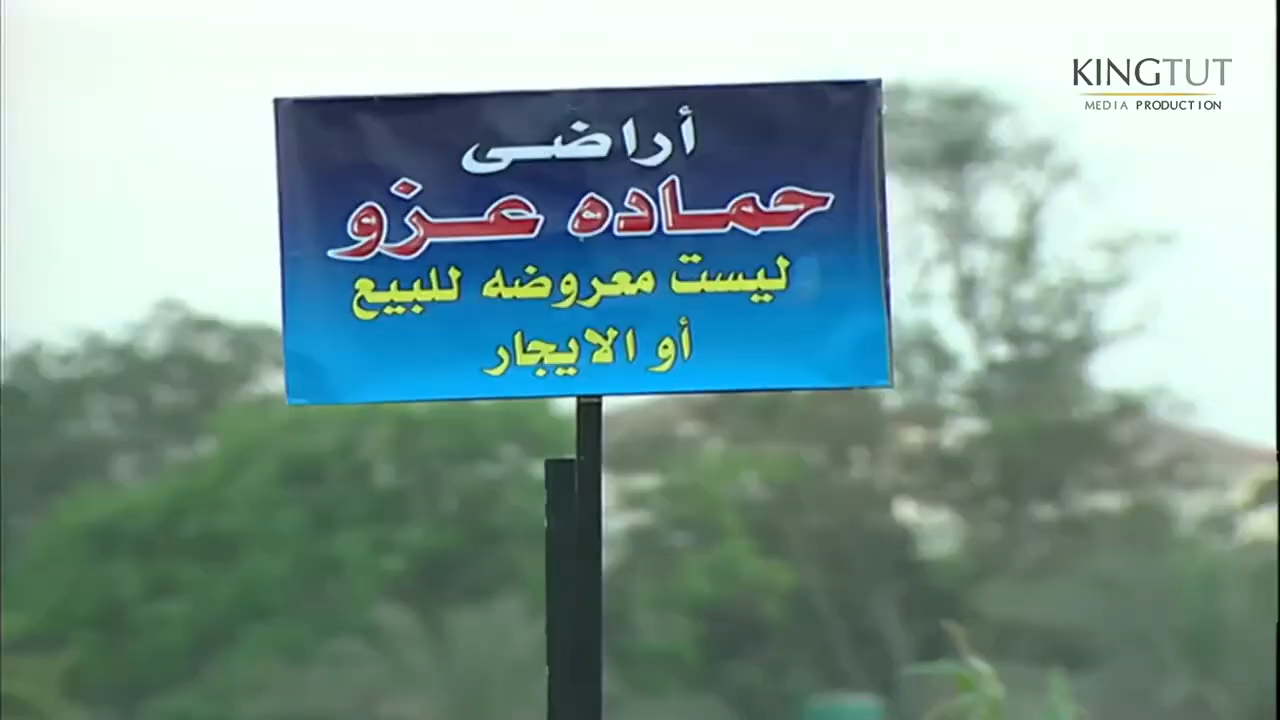 KINGTUT
MEDIA PRODUCTION
أراضى
حماده عزو
ليست معروضه للبيع
أو الايجار